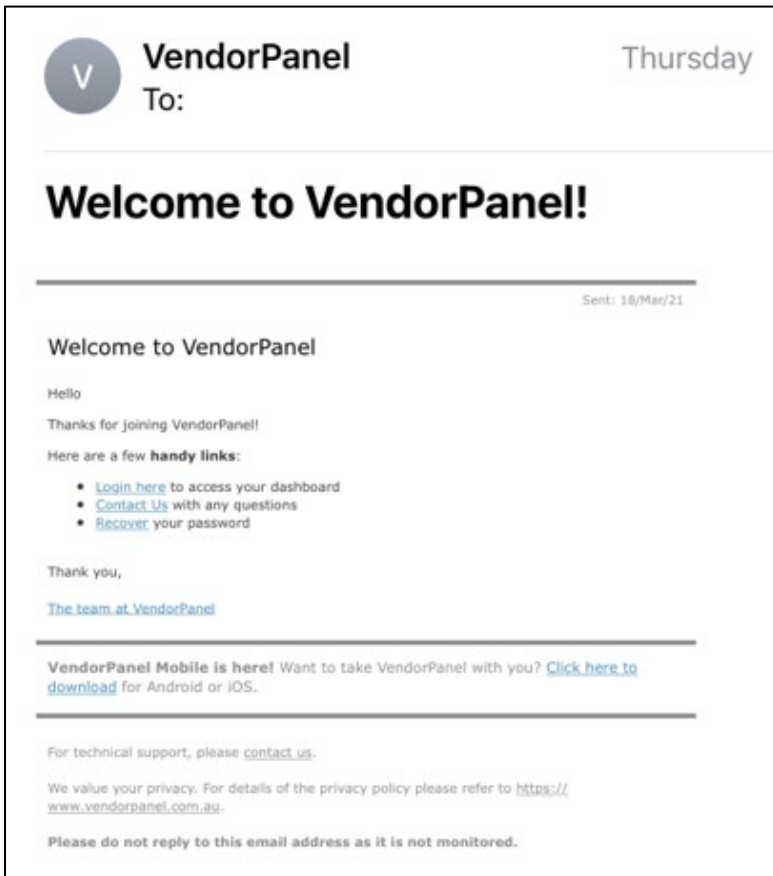 V
VendorPanel
Thursday
To:
Welcome to VendorPanel!
Sent: 18/Mar/21
Welcome to VendorPanel
Hello
Thanks for joining VendorPanel!
Here are a few handy links:
• Login here to access your dashboard
• Contact Us with any questions
• Recover your password
Thank you,
The team at VendorPanel
VendorPanel Mobile is here! Want to take VendorPanel with you? Click here to
download for Android or iOS.
For technical support, please contact us.
We value your privacy. For details of the privacy policy please refer to https://
www.vendorpanel.com.au.
Please do not reply to this email address as it is not monitored.